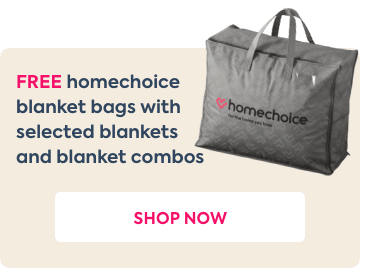 FREE homechoice
blanket bags with
selected blankets
and blanket combos
homechoice
SHOP NOW